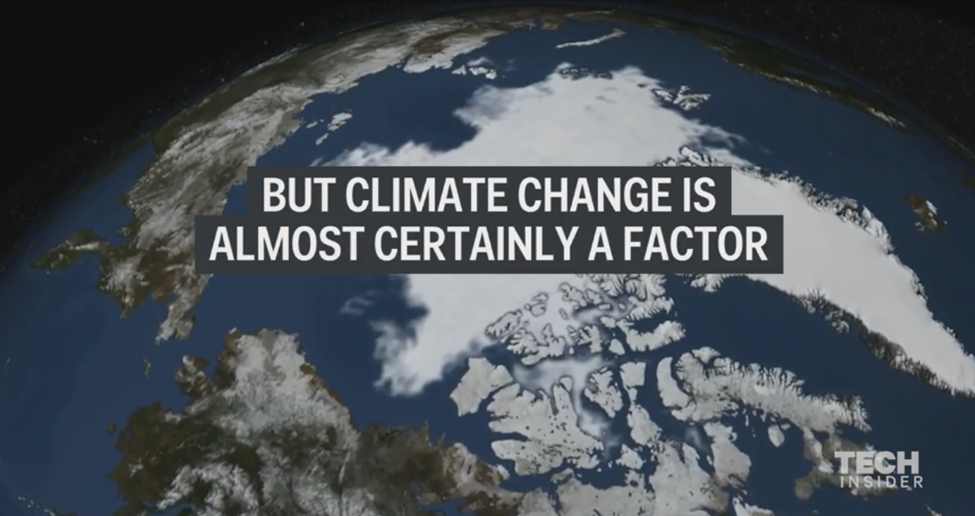 BUT CLIMATE CHANGE IS
ALMOST CERTAINLY A FACTOR
TECH
INSIDER